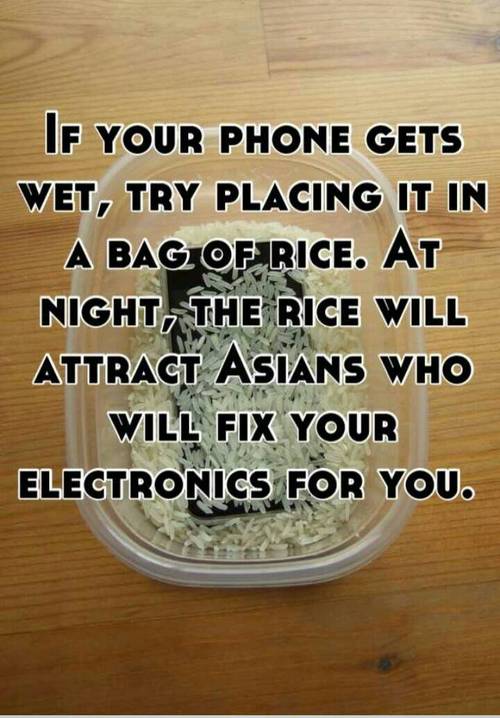 If your phone gets
wet, try placing it in
a bag of rice. At
night, the rice will
attract Asians who
will fix your
electronics for you.